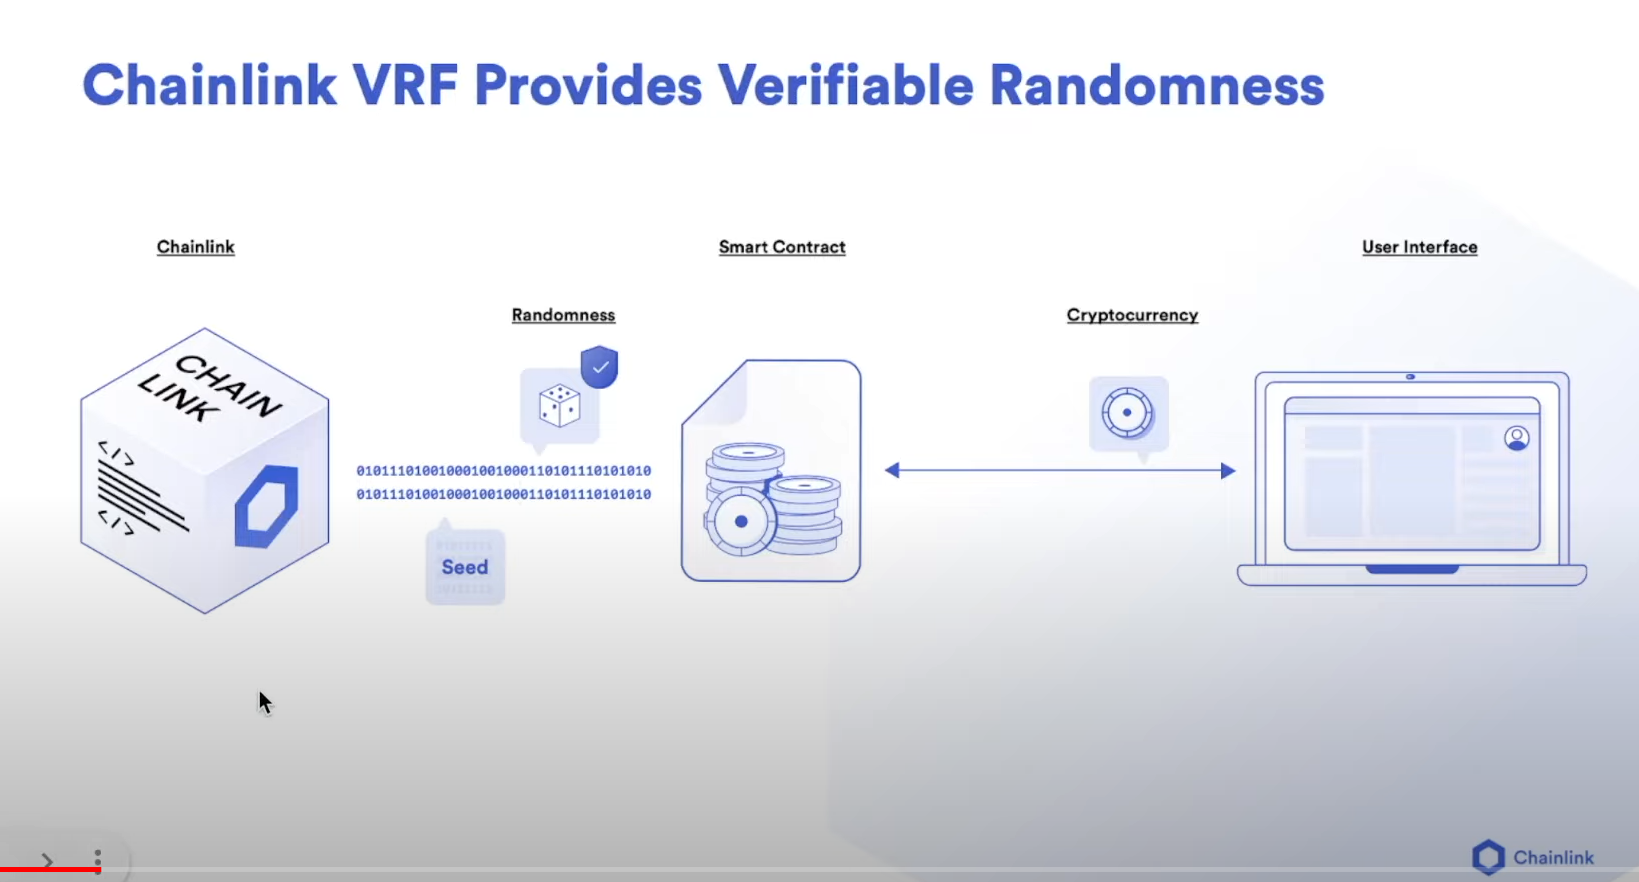 Chainlink VRF Provides Verifiable Randomness
Chainlink
Smart Contract
User Interface
Randomness
Cryptocurrency
CHAIN
LINK
</>
</>
010111010010001001000110101110101010
010111010010001001000110101110101010
Seed
Chainlink